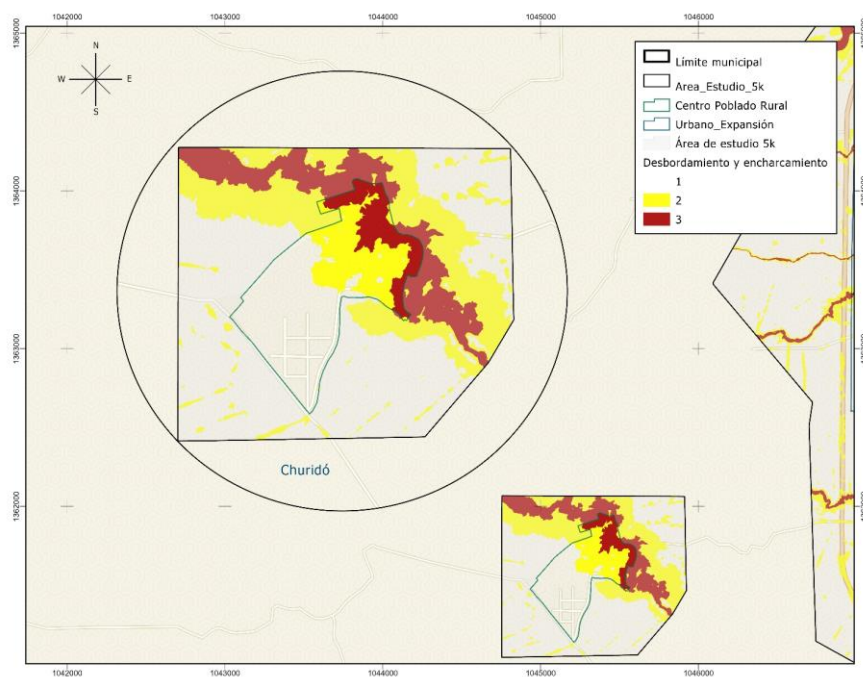 1042000
1043000
1044000
1045000
1046000
1365000
N
W E
S
Límite municipal
Area_Estudio_5k
Centro Poblado Rural
Urbano_Expansión
Área de estudio 5k
Desbordamiento y encharcamiento
1
2
3
1364000
1363000
Churidó
1362000
1042000
1043000
1044000
1045000
1046000